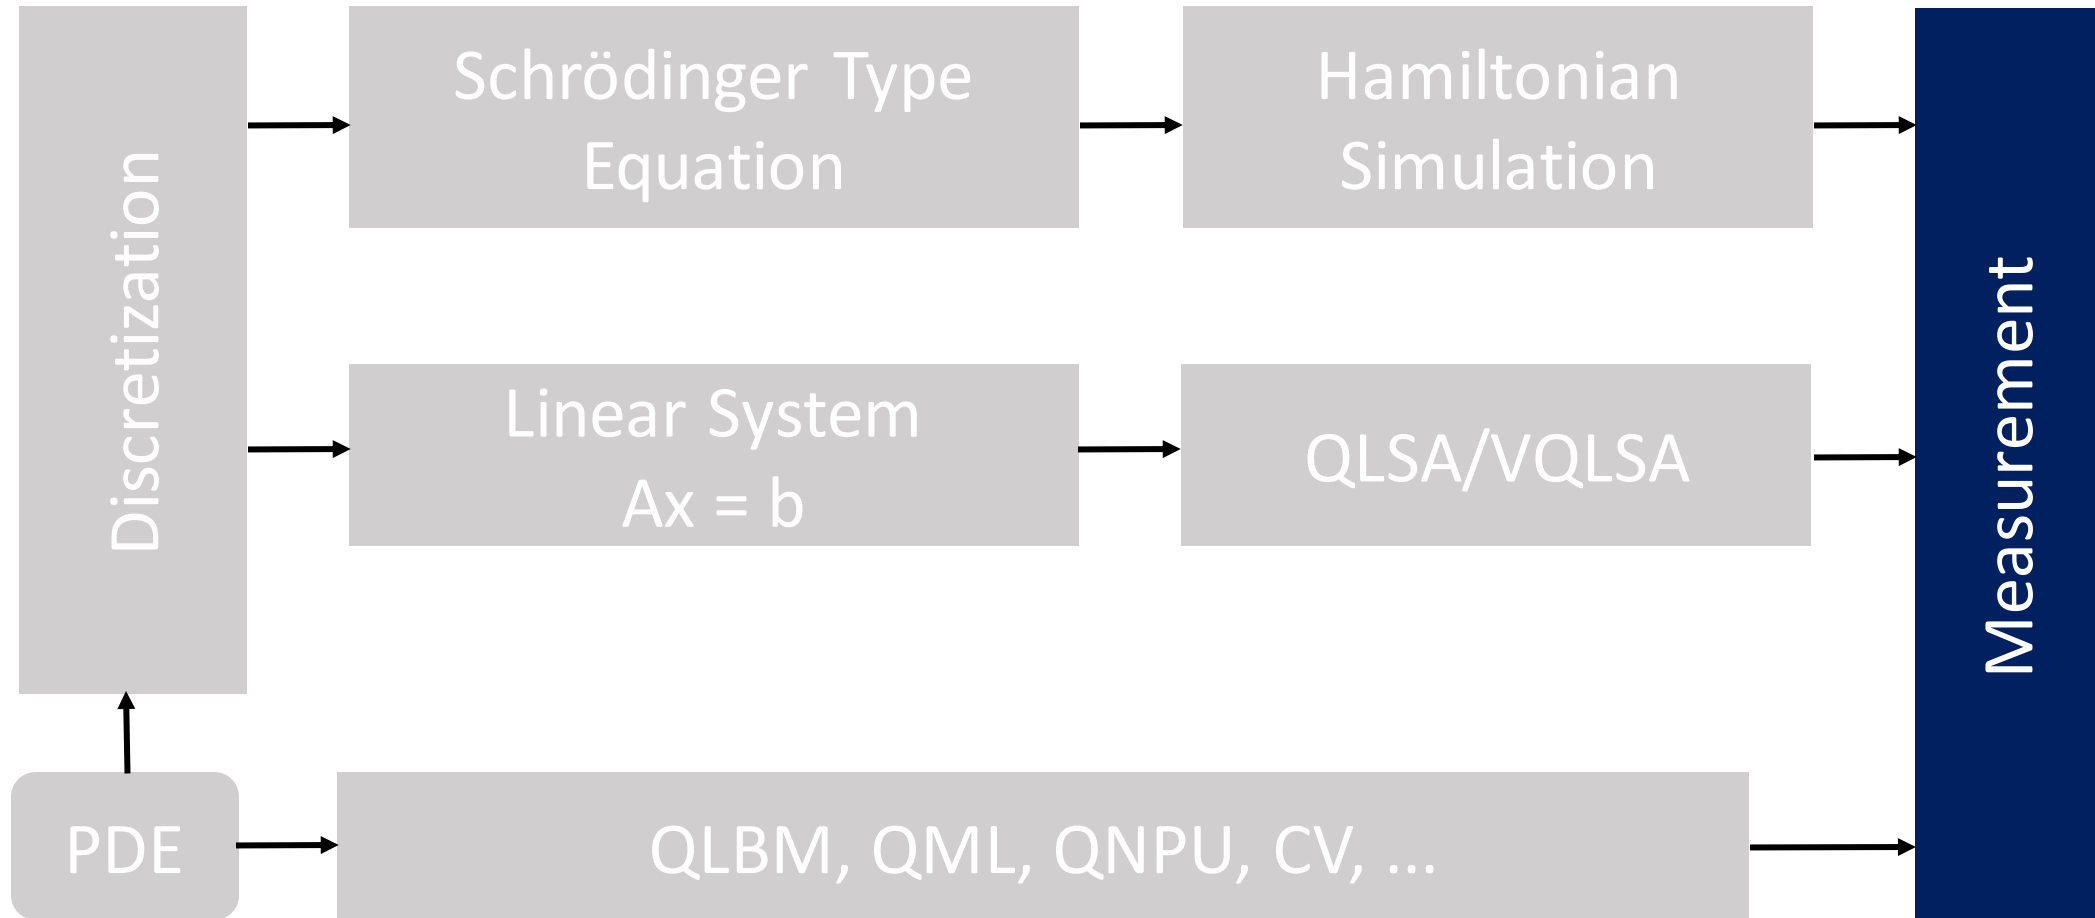 Discretization
Schrödinger Type
Equation
Hamiltonian
Simulation
Linear System
Ax = b
QLSA/VQLSA
Measurement
PDE
QLBM, QML, QNPU, CV, ...